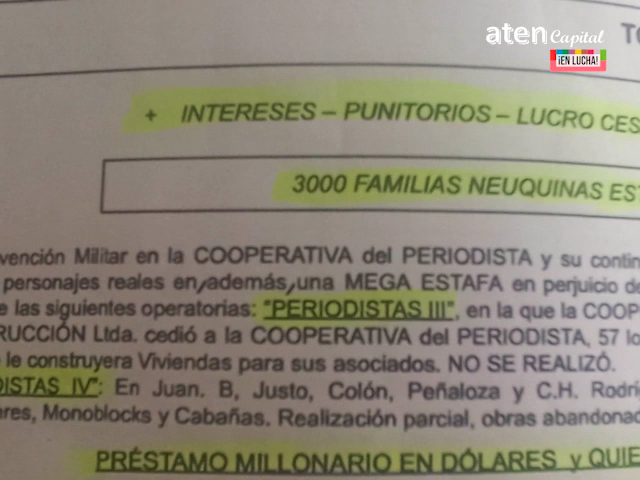 aten Capital
¡EN LUCHA!
+ INTERESES – PUNITORIOS – LUCRO CES
3000 FAMILIAS NEUQUINAS EST
vención Militar en la COOPERATIVA del PERIODISTA y su contin
personajes reales en/además/una MEGA ESTAFA en perjuicio de
e las siguientes operatorias: "PERIODISTAS III", en la que la COOP
RUCCIÓN Ltda. cedió a la COOPERATIVA del PERIODISTA, 57 lo
le construyera Viviendas para sus asociados. NO SE REALIZÓ.
DISTAS IV": En Juan. B, Justo, Colón, Peñaloza y C.H. Rodri
ares, Monoblocks y Cabañas. Realización parcial, obras abandona
PRÉSTAMO MILLONARIO EN DÓLARES y QUIE